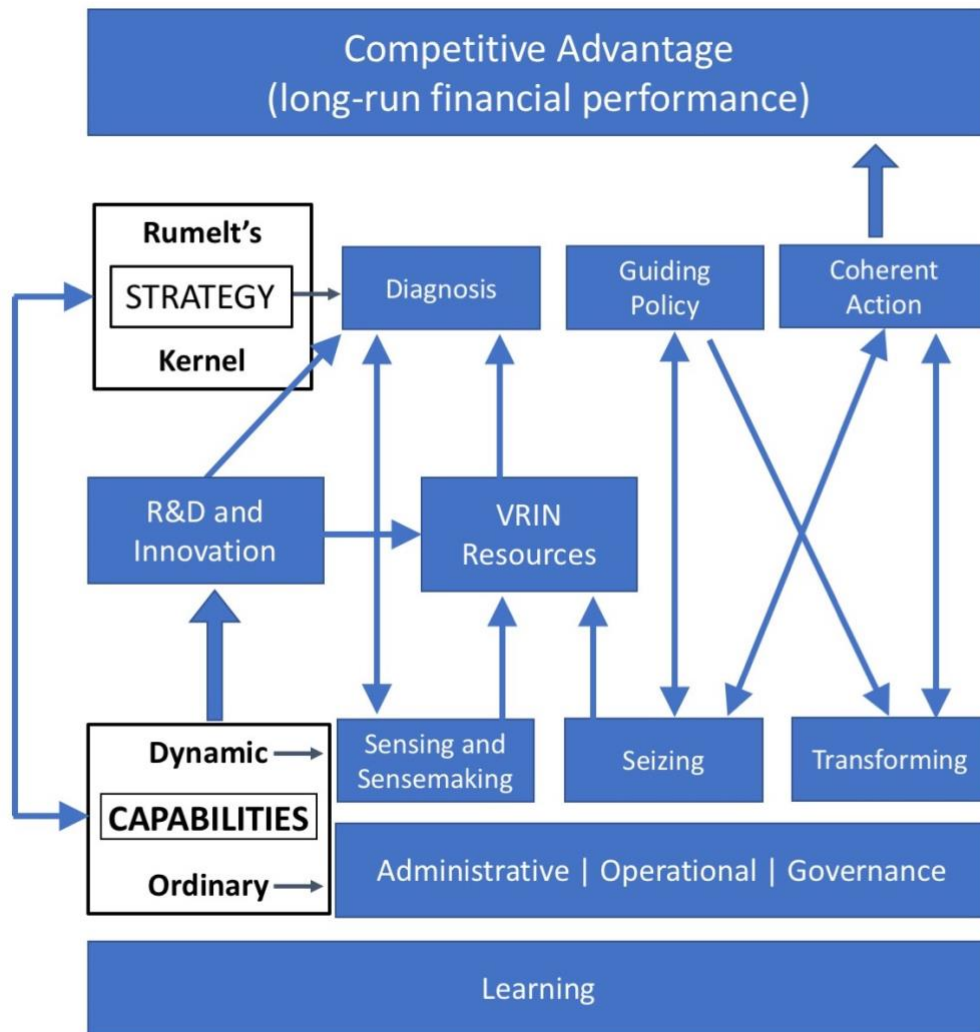 Competitive Advantage
(long-run financial performance)
Rumelt's
STRATEGY
Kernel
Diagnosis
Guiding
Policy
Coherent
Action
R&D and
Innovation
VRIN
Resources
Dynamic
CAPABILITIES
Ordinary
Sensing and
Sensemaking
Seizing
Transforming
Administrative | Operational | Governance
Learning